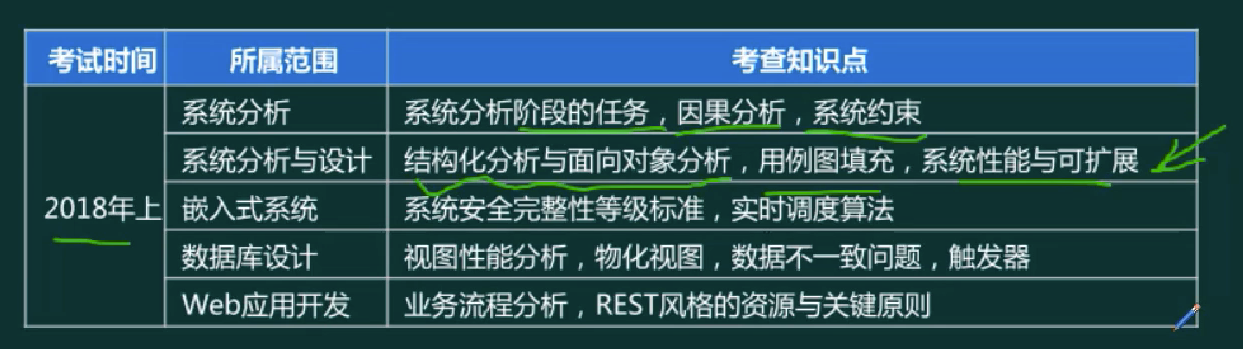 考试时间 所属范围 考查知识点
系统分析 系统分析阶段的任务，因果分析，系统约束
系统分析与设计 结构化分析与面向对象分析，用例图填充，系统性能与可扩展
2018年上 嵌入式系统 系统安全完整性等级标准，实时调度算法
数据库设计 视图性能分析，物化视图，数据不一致问题，触发器
Web应用开发 业务流程分析，REST风格的资源与关键原则